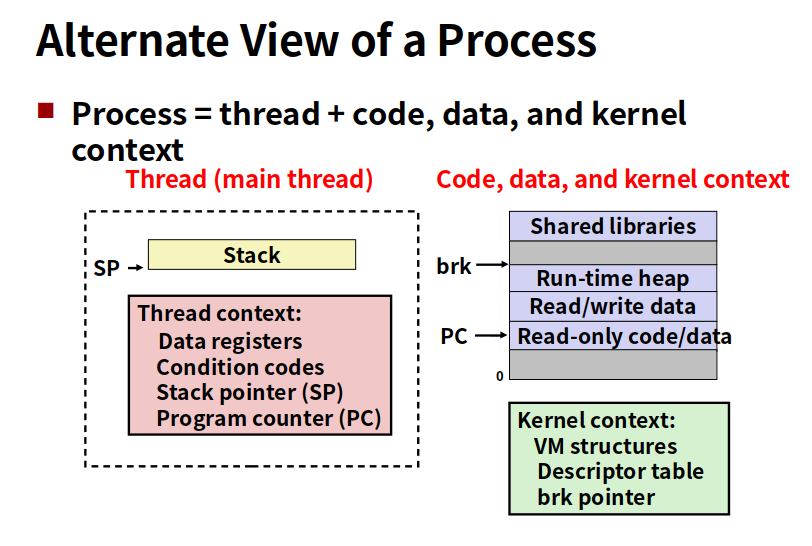 Alternate View of a Process
Process = thread + code, data, and kernel
context
Thread (main thread)
SP
Stack
Thread context:
Data registers
Condition codes
Stack pointer (SP)
Program counter (PC)
Code, data, and kernel context
Shared libraries
brk
Run-time heap
Read/write data
PC
Read-only code/data
0
Kernel context:
VM structures
Descriptor table
brk pointer